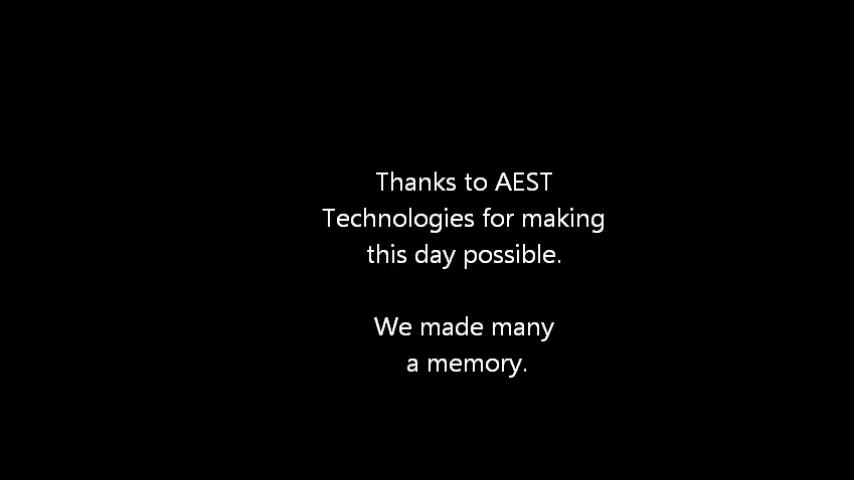 Thanks to AEST
Technologies for making
this day possible.
We made many
a memory.